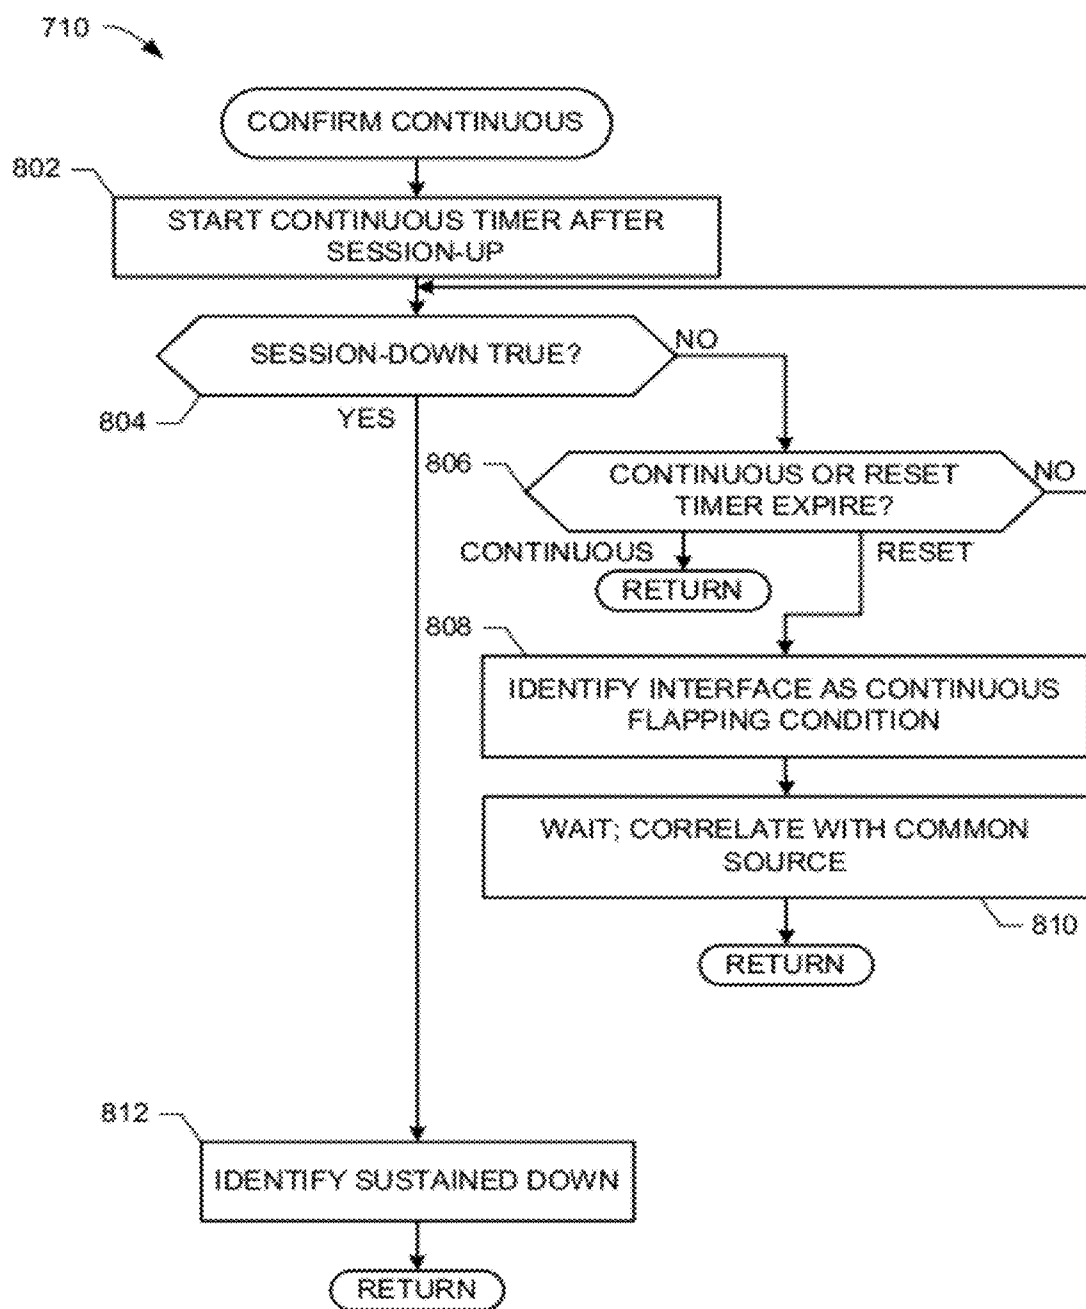 710
CONFIRM CONTINUOUS
802
START CONTINUOUS TIMER AFTER
SESSION-UP
SESSION-DOWN TRUE?
NO
804
YES
806
CONTINUOUS OR RESET
TIMER EXPIRE?
NO
CONTINUOUS
RESET
RETURN
808
IDENTIFY INTERFACE AS CONTINUOUS
FLAPPING CONDITION
WAIT; CORRELATE WITH COMMON
SOURCE
810
RETURN
812
IDENTIFY SUSTAINED DOWN
RETURN